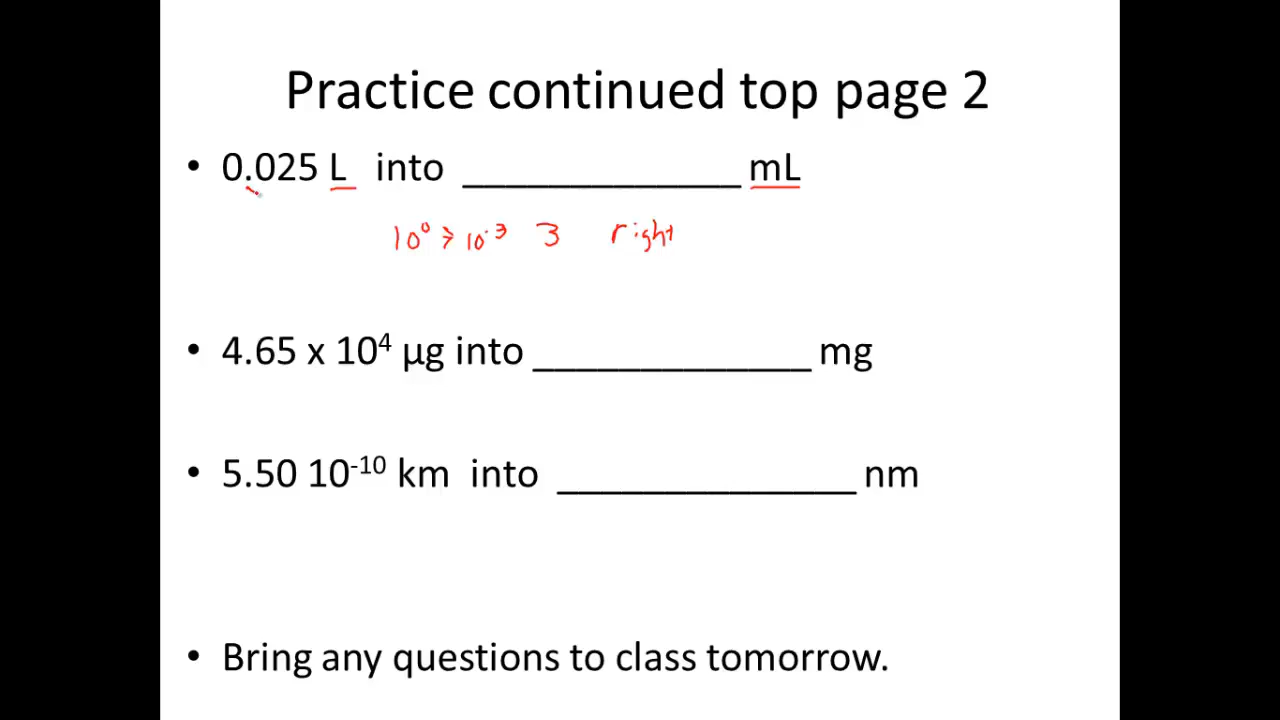 Practice continued top page 2
• 0.025 L into _____________ mL
10⁰ > 10⁻³ 3 right
• 4.65 x 10⁴ µg into _____________ mg
• 5.50 10⁻¹⁰ km into ______________ nm
• Bring any questions to class tomorrow.